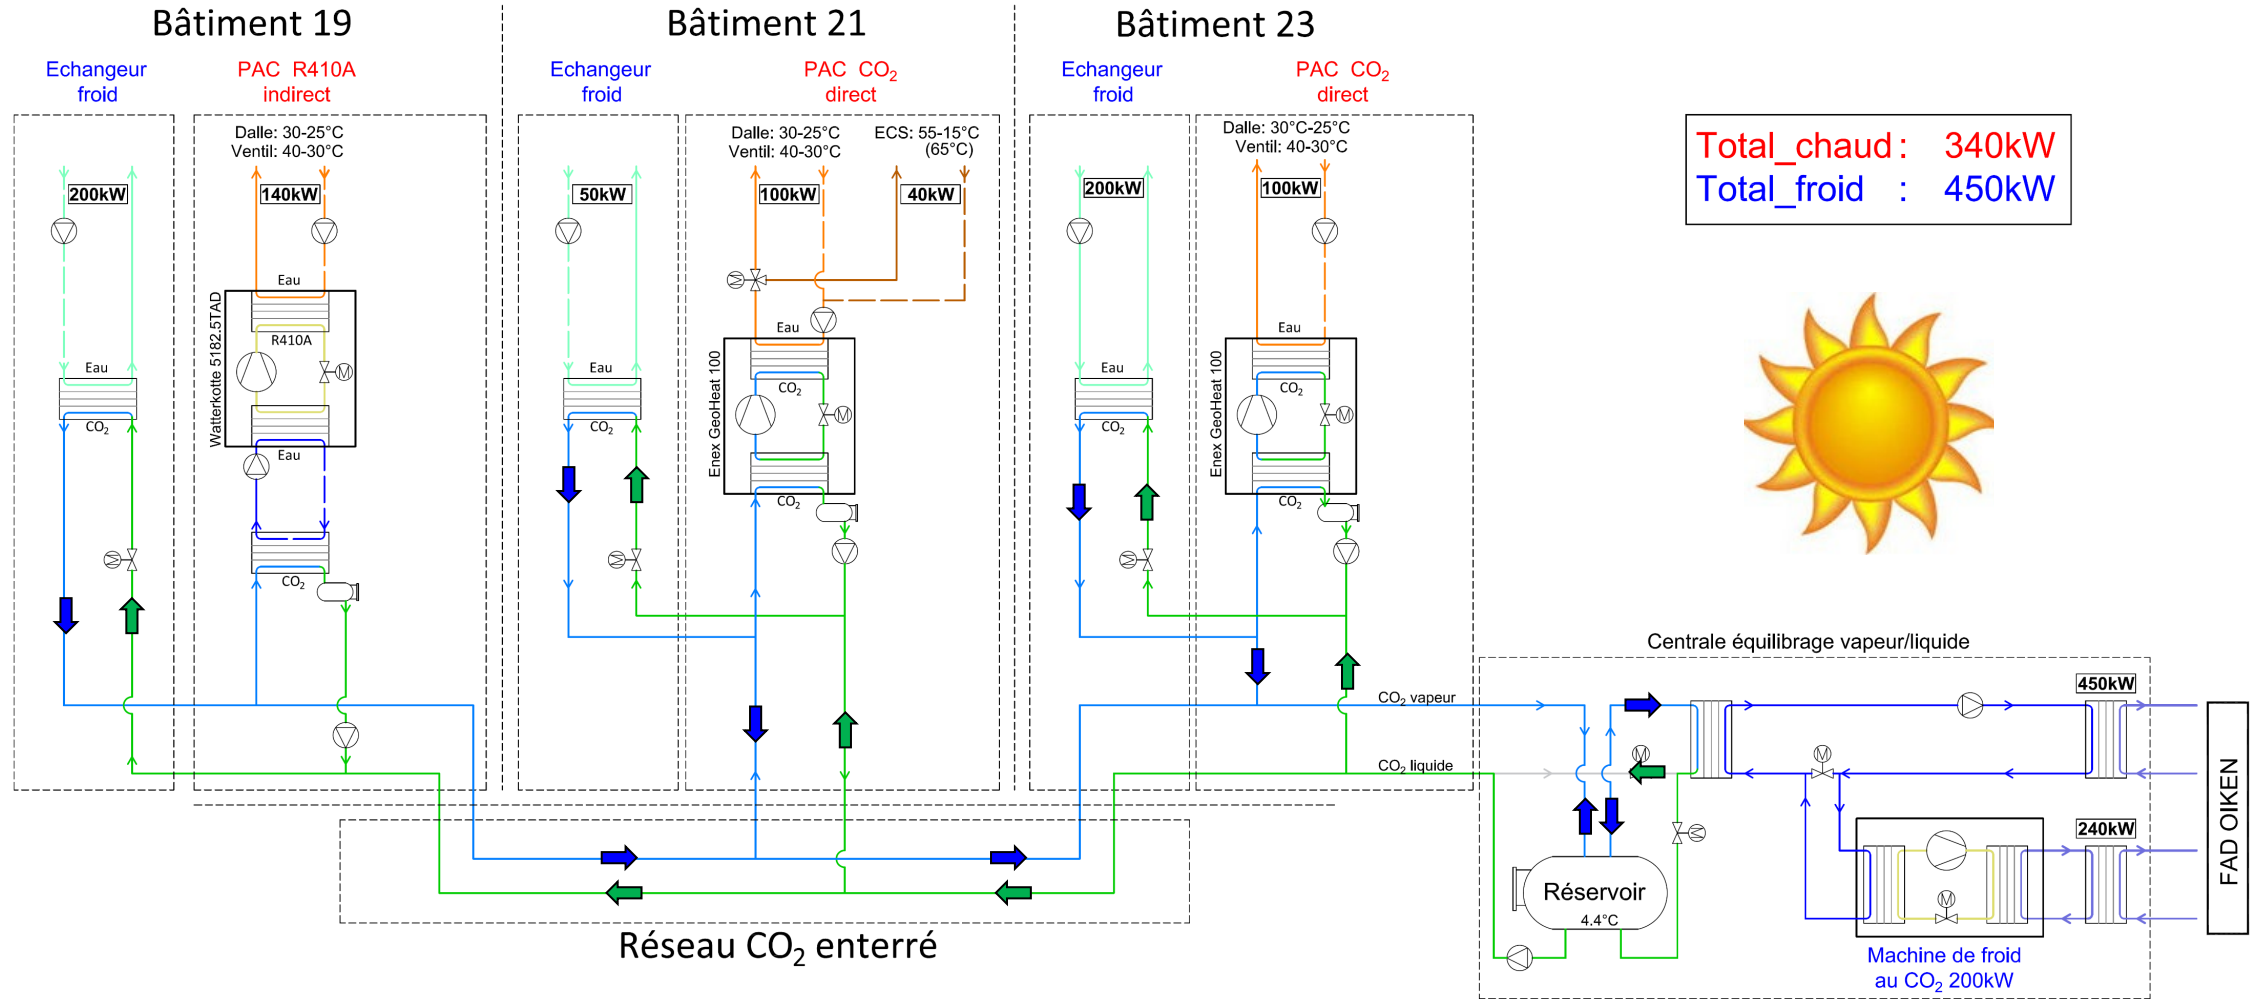 Bâtiment 19
Bâtiment 21
Bâtiment 23
Echangeur
froid
PAC R410A
indirect
Echangeur
froid
PAC CO₂
direct
Echangeur
froid
PAC CO₂
direct
Dalle: 30-25°C
Ventil: 40-30°C
Dalle: 30-25°C
Ventil: 40-30°C
ECS: 55-15°C
(65°C)
Dalle: 30°C-25°C
Ventil: 40-30°C
Total_chaud : 340kW
Total_froid : 450kW
200kW
140kW
50kW
100kW
40kW
200kW
100kW
Eau
R410A
M
Eau
Watterkotte 5182.5TAD
Eau
CO₂
CO₂
M
M
Eau
CO₂
M
Eau
CO₂
M
CO₂
Enex GeoHeat 100
Eau
CO₂
M
Eau
CO₂
M
CO₂
Enex GeoHeat 100
Centrale équilibrage vapeur/liquide
CO₂ vapeur
CO₂ liquide
M
M
M
M
450kW
240kW
FAD OIKEN
Réservoir
4.4°C
Machine de froid
au CO₂ 200kW
Réseau CO₂ enterré